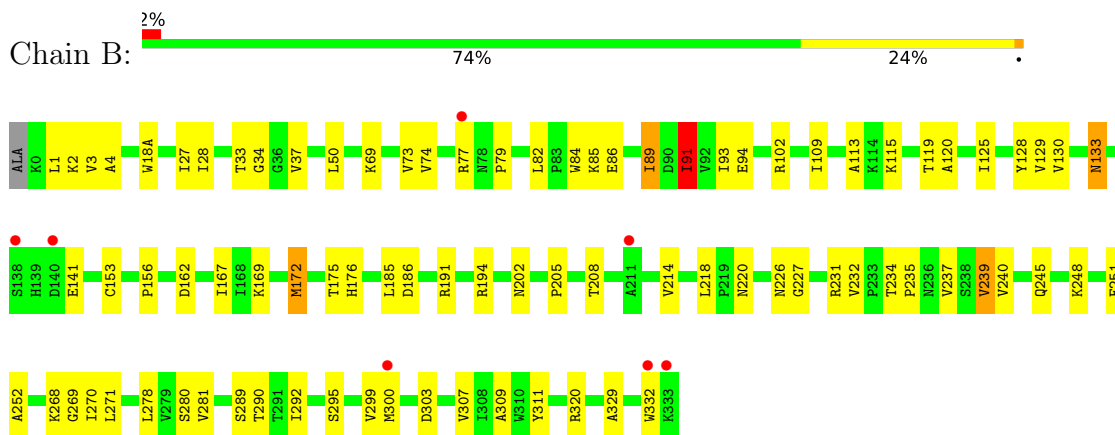 2%
Chain B:
74% 24% •
ALA K0 L1 K2 V3 A4 W18A I27 I28 T33 G34 G36 V37 L50 K69 V73 V74 R77 N78 P79 L82 P83 W84 K85 E86 I89 D90 I91 V92 I93 E94 R102 I109 A113 K114 K115 T119 A120 I125 Y128 V129 V130 N133
S138 H139 D140 E141 C153 P156 D162 I167 I168 K169 M172 T175 H176 L185 D186 R191 R194 N202 P205 T208 A211 V214 L218 P219 N220 N226 G227 R231 V232 P233 T234 P235 N236 V237 S238 V239 V240 Q245 K248
A252 K268 G269 I270 L271 L278 V279 S280 V281 S289 T290 T291 I292 S295 V299 M300 D303 V307 I308 A309 W310 Y311 R320 A329 W332 K333